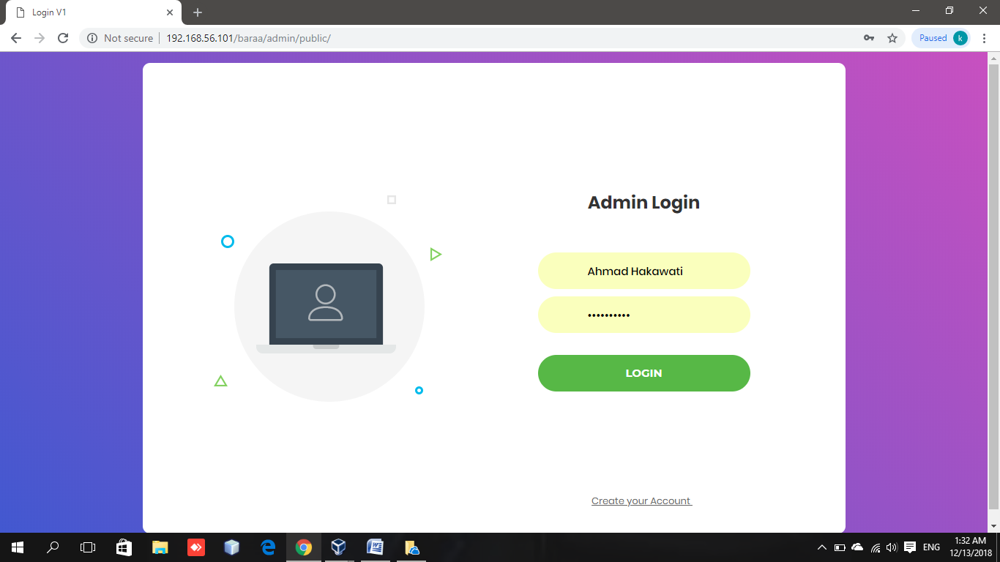 Login V1
Not secure 192.168.56.101/baraa/admin/public/
Paused k
Admin Login
Ahmad Hakawati
••••••••••
LOGIN
Create your Account
ENG
1:32 AM
12/13/2018